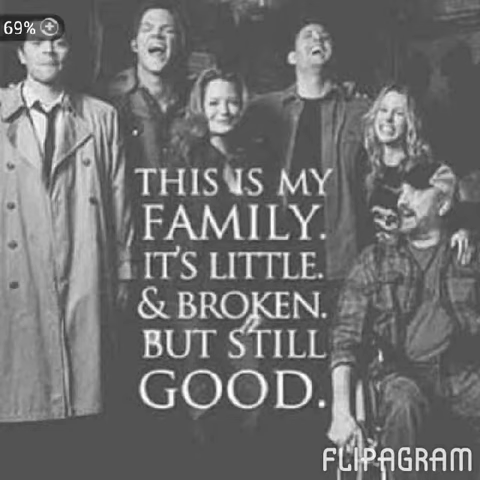 69%
THIS IS MY
FAMILY.
IT'S LITTLE.
& BROKEN.
BUT STILL
GOOD.
FLIPAGRAM